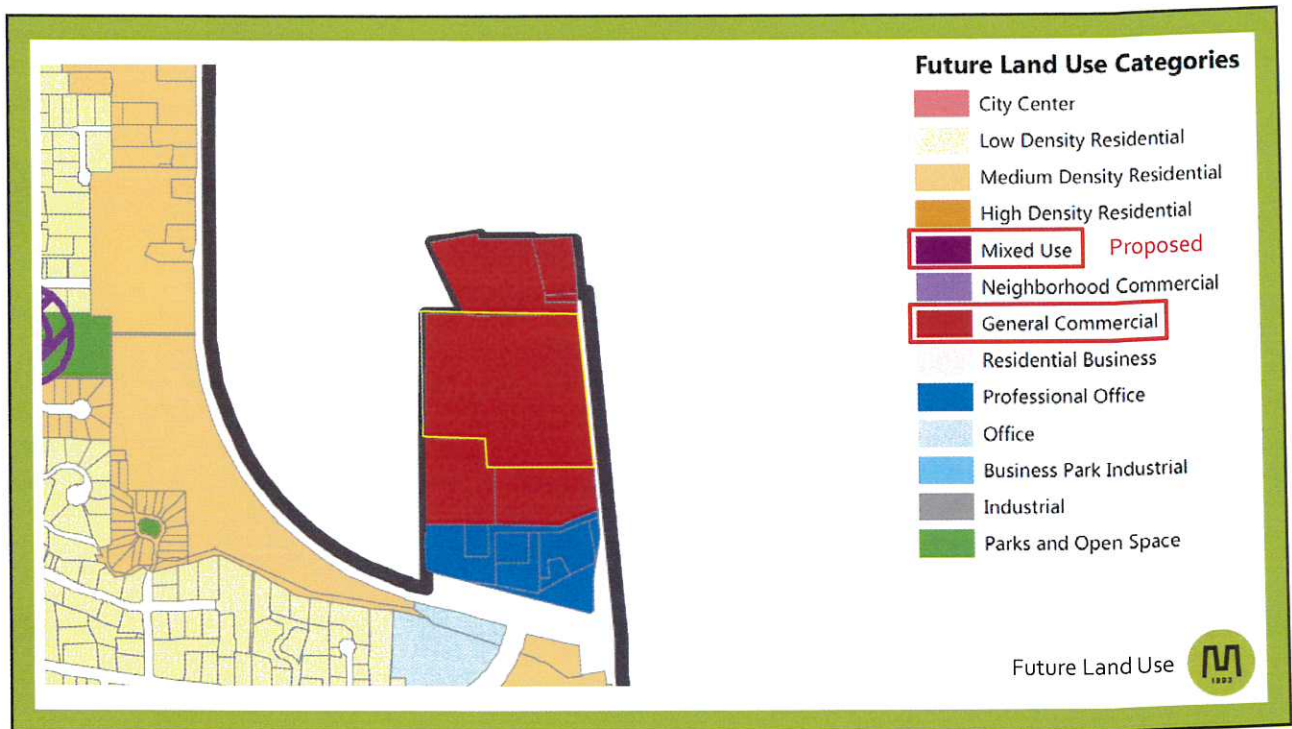 Future Land Use Categories
City Center
Low Density Residential
Medium Density Residential
High Density Residential
Mixed Use Proposed
Neighborhood Commercial
General Commercial
Residential Business
Professional Office
Office
Business Park Industrial
Industrial
Parks and Open Space
Future Land Use
1993